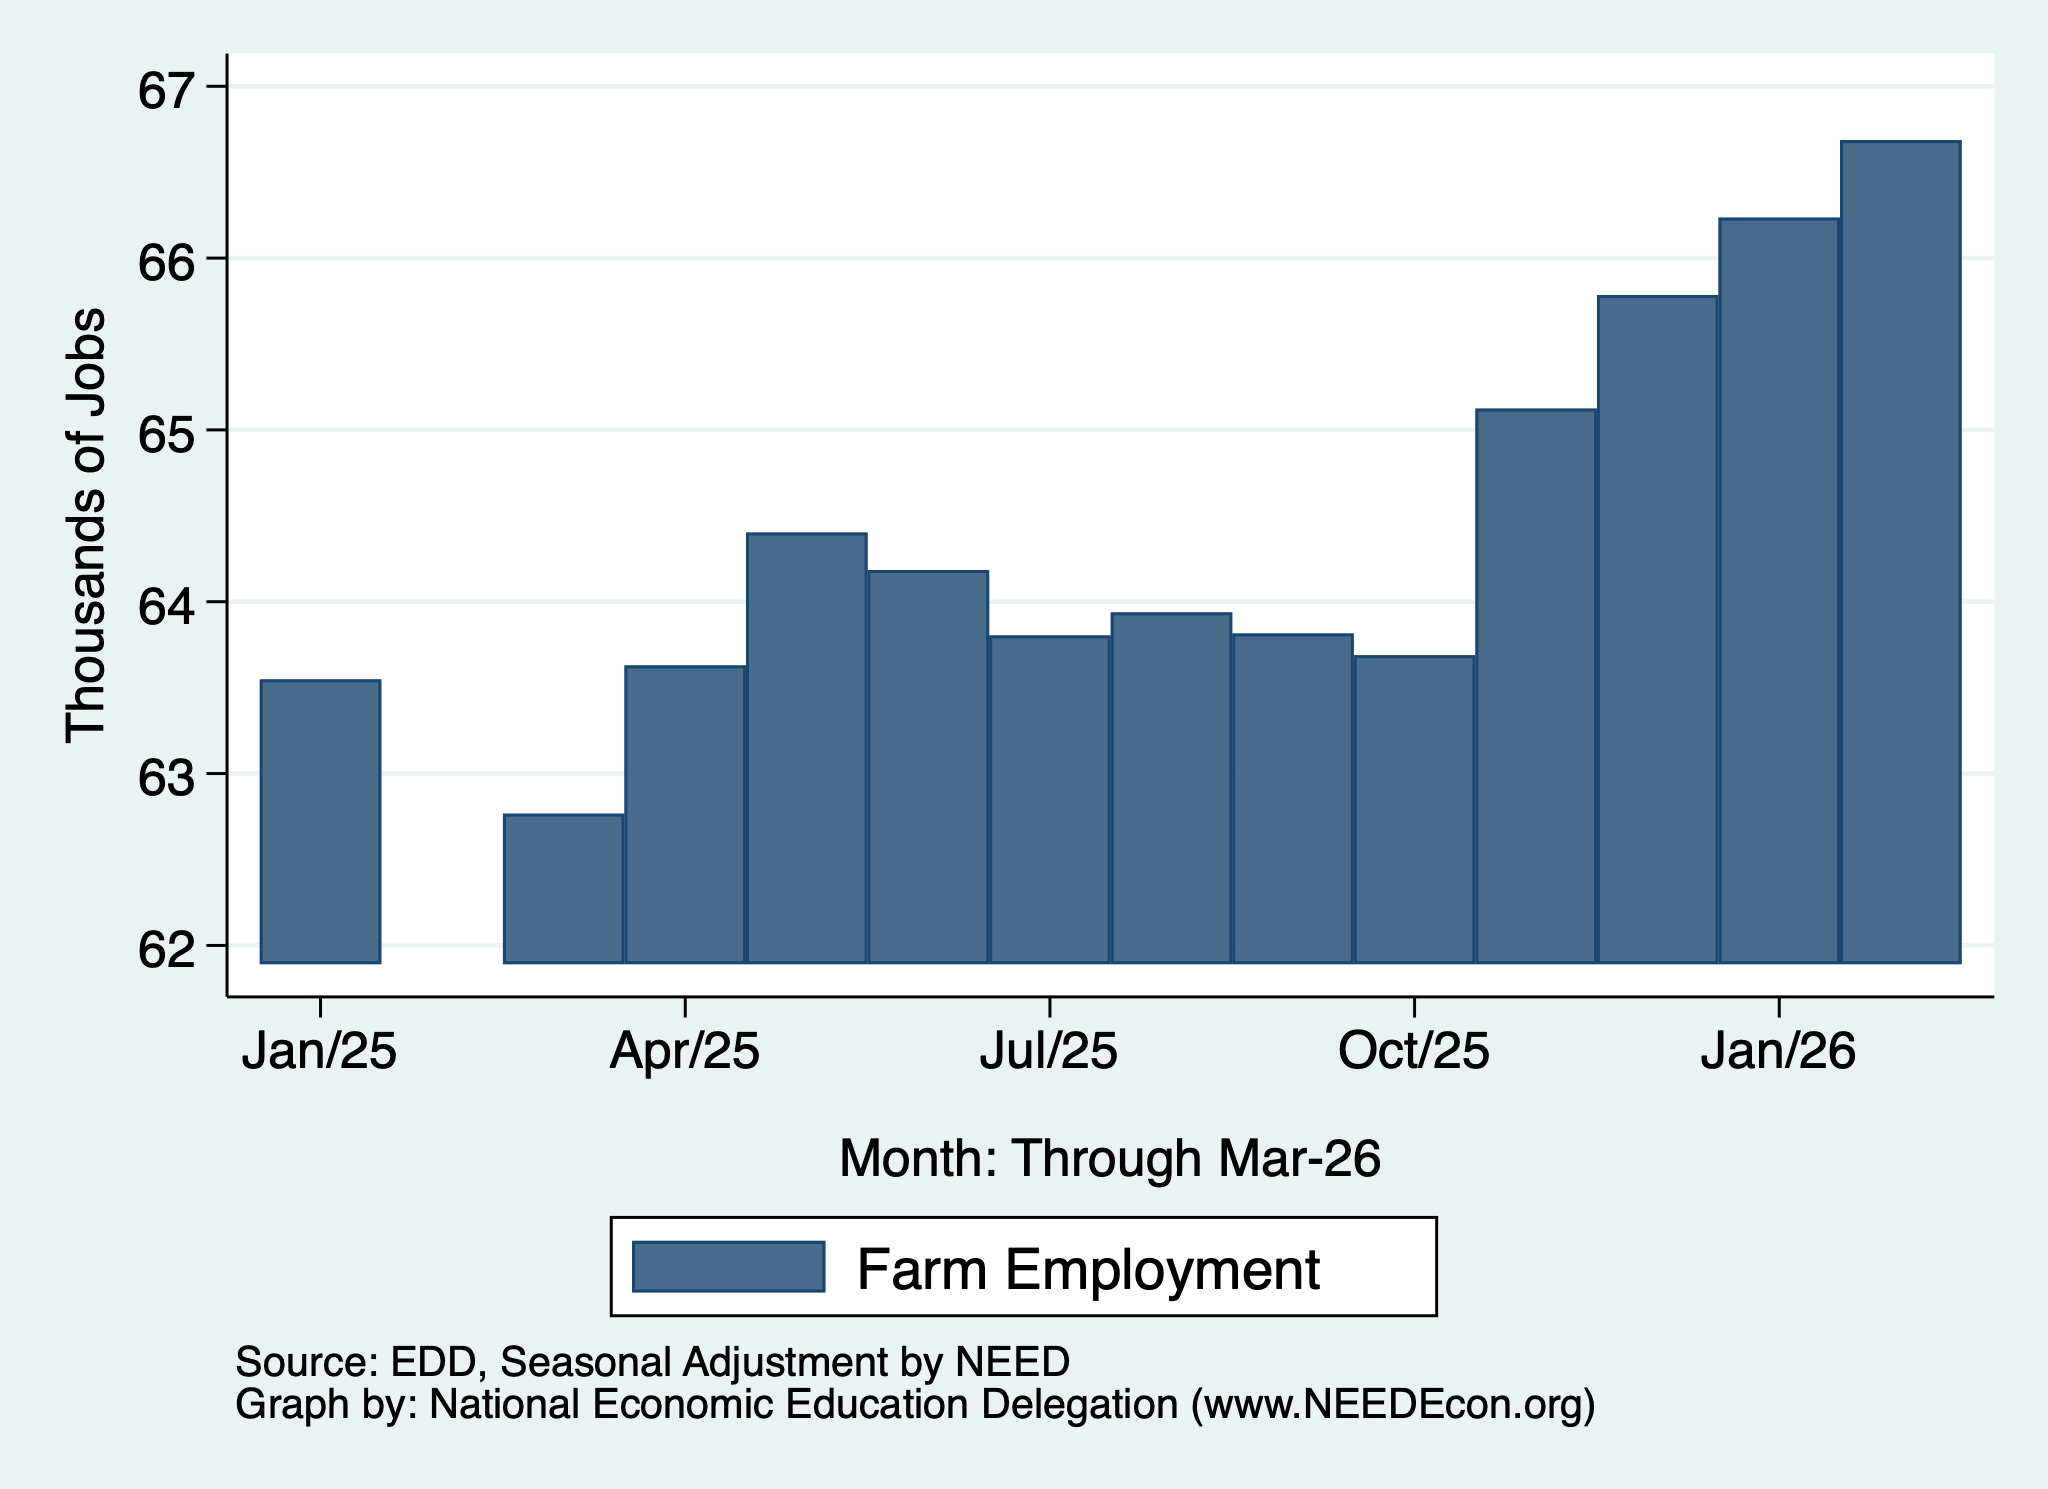 67
66
65
64
63
62
Thousands of Jobs
Jan/25 Apr/25 Jul/25 Oct/25 Jan/26
Month: Through Mar-26
Farm Employment
Source: EDD, Seasonal Adjustment by NEED
Graph by: National Economic Education Delegation (www.NEEDEcon.org)